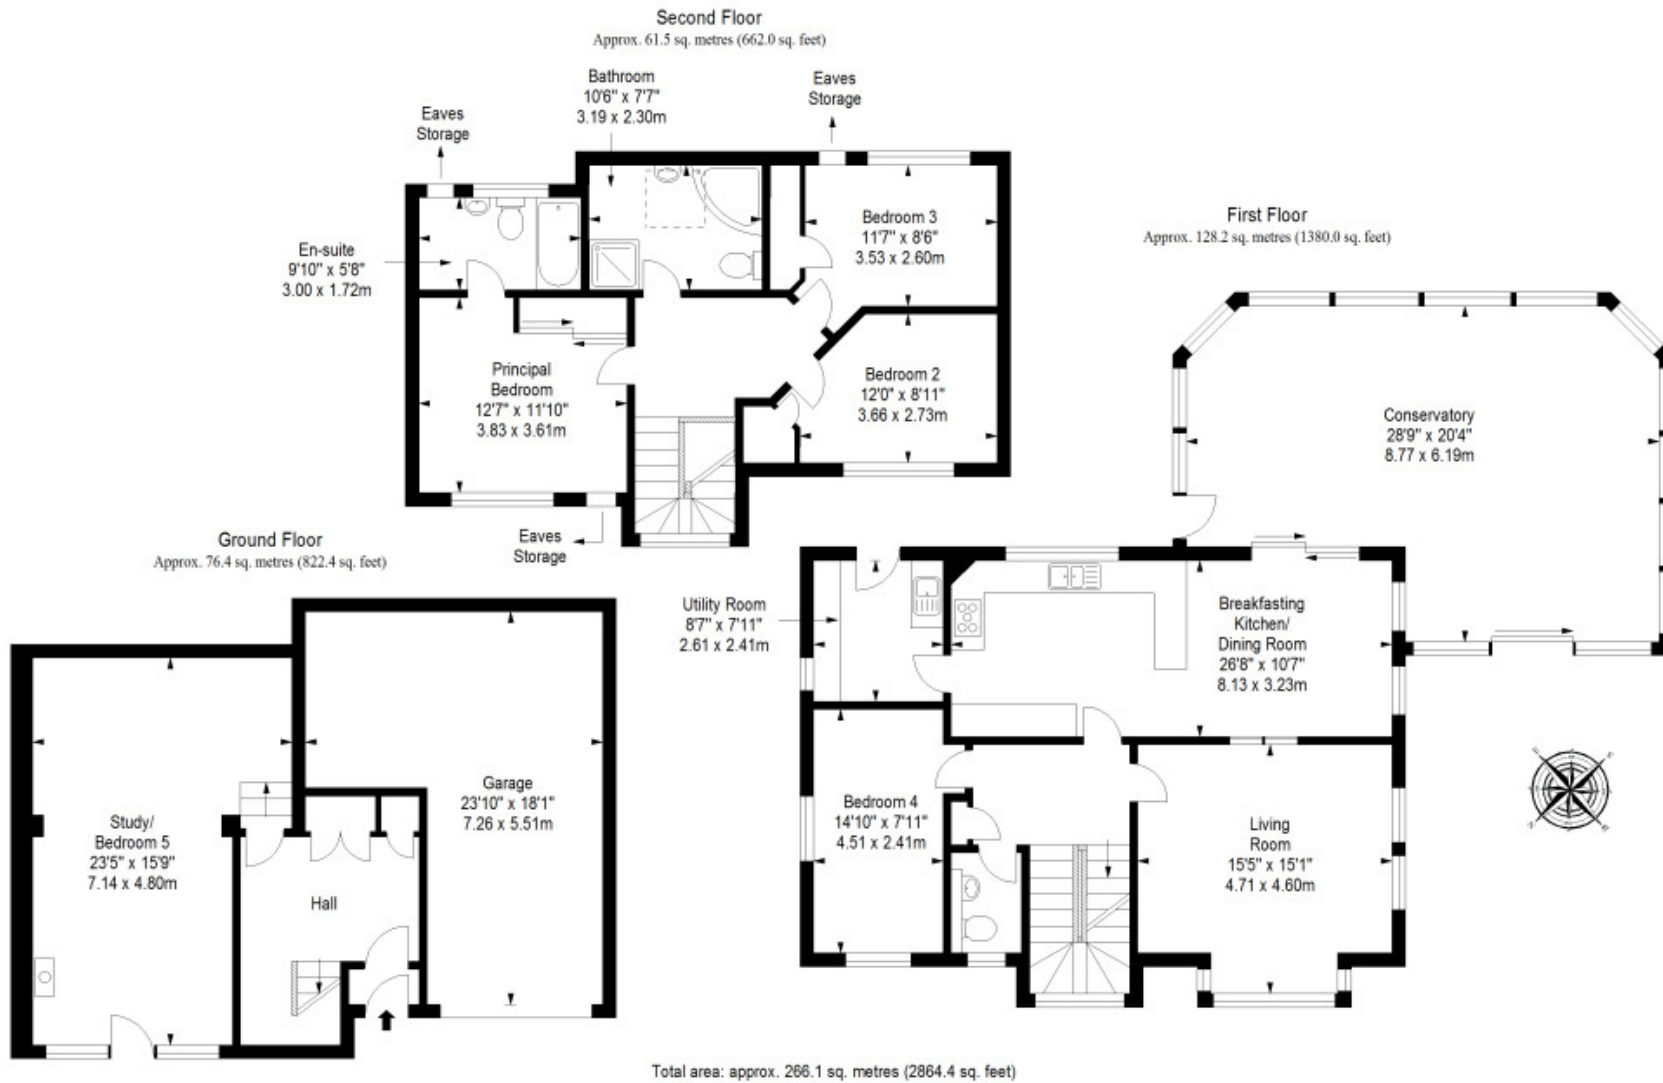 Second Floor
Approx. 61.5 sq. metres (662.0 sq. feet)
Bathroom
10'6" x 7'7"
3.19 x 2.30m
Eaves
Storage
Eaves
Storage
En-suite
9'10" x 5'8"
3.00 x 1.72m
Bedroom 3
11'7" x 8'6"
3.53 x 2.60m
Principal
Bedroom
12'7" x 11'10"
3.83 x 3.61m
Bedroom 2
12'0" x 8'11"
3.66 x 2.73m
Eaves
Storage
First Floor
Approx. 128.2 sq. metres (1380.0 sq. feet)
Conservatory
28'9" x 20'4"
8.77 x 6.19m
Utility Room
8'7" x 7'11"
2.61 x 2.41m
Breakfasting
Kitchen/
Dining Room
26'8" x 10'7"
8.13 x 3.23m
Bedroom 4
14'10" x 7'11"
4.51 x 2.41m
Living
Room
15'5" x 15'1"
4.71 x 4.60m
Ground Floor
Approx. 76.4 sq. metres (822.4 sq. feet)
Garage
23'10" x 18'1"
7.26 x 5.51m
Study/
Bedroom 5
23'5" x 15'9"
7.14 x 4.80m
Hall
Total area: approx. 266.1 sq. metres (2864.4 sq. feet)